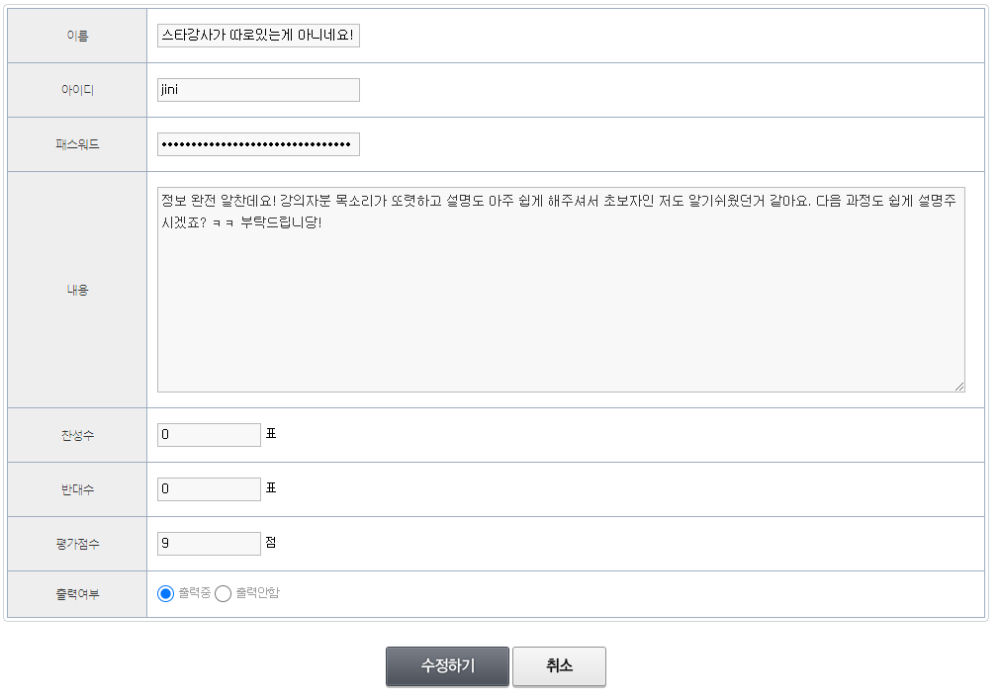 이름
스타강사가 따로있는게 아니네요!
아이디
jini
패스워드
••••••••••••••••••••••••••••••••
내용
정보 완전 알찬데요! 강의자분 목소리가 또렷하고 설명도 아주 쉽게 해주셔서 초보자인 저도 알기쉬웠던거 같아요. 다음 과정도 쉽게 설명주
시겠죠? ㅋㅋ 부탁드립니당!
찬성수
0 표
반대수
0 표
평가점수
9 점
출력여부
출력중 출력안함
수정하기 취소